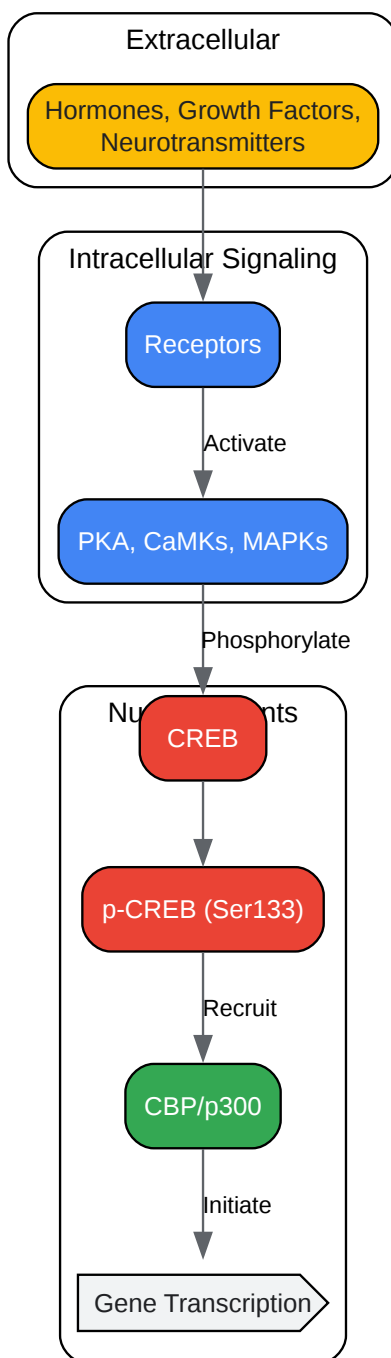 Extracellular
Hormones, Growth Factors,
Neurotransmitters
Intracellular Signaling
Receptors
Activate
PKA, CaMKs, MAPKs
Phosphorylate
CREB
p-CREB (Ser133)
Recruit
CBP/p300
Initiate
Gene Transcription